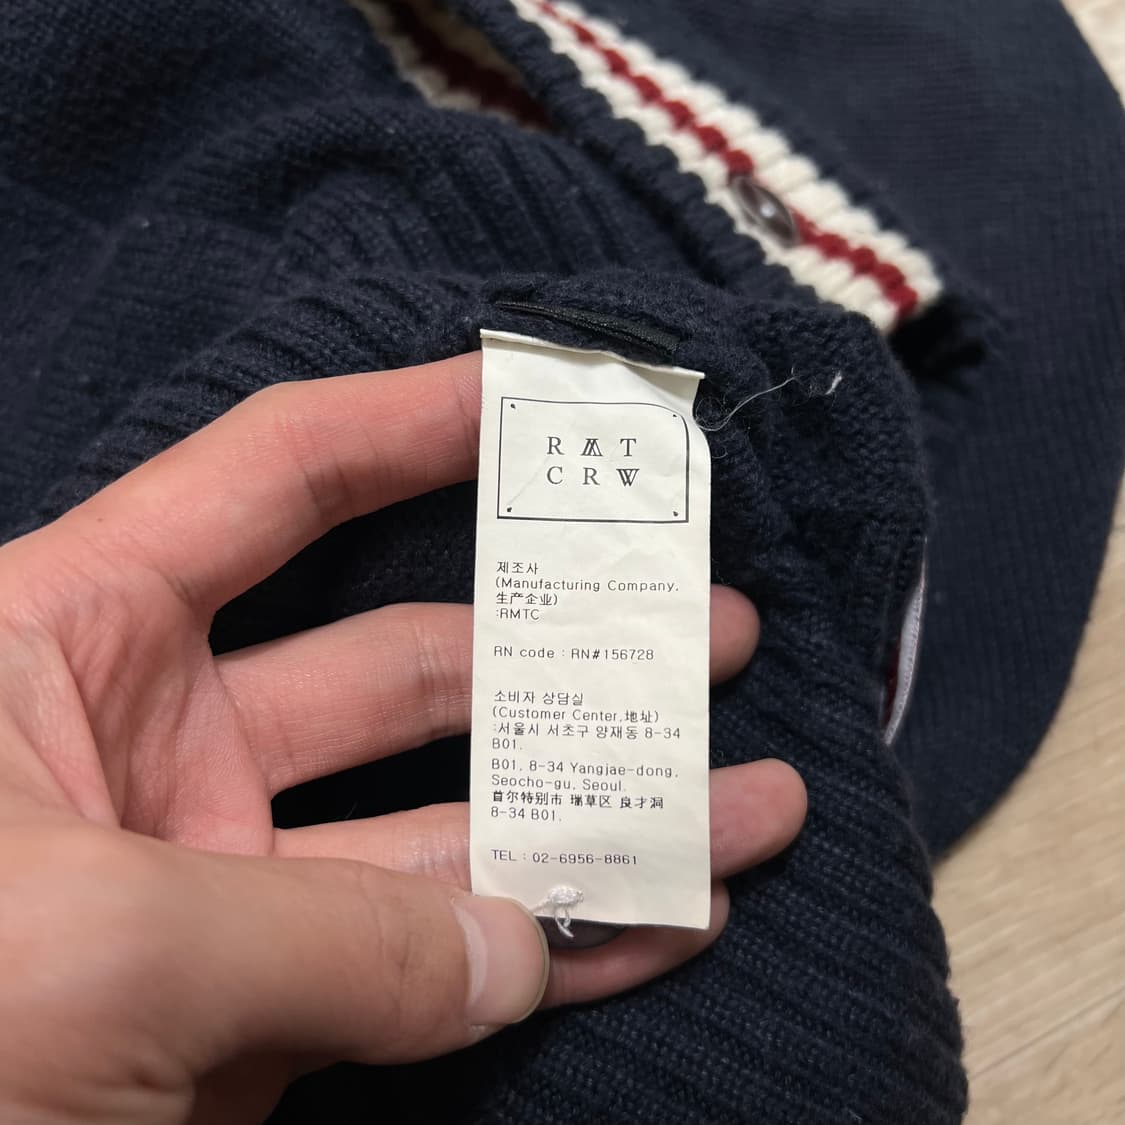 RMT
CRW
제조사
(Manufacturing Company,
生产企业)
:RMTC
RN code : RN#156728
소비자 상담실
(Customer Center,地址)
:서울시 서초구 양재동 8-34
B01.
B01, 8-34 Yangjae-dong,
Seocho-gu, Seoul.
首尔特别市 瑞草区 良才洞
8-34 B01.
TEL : 02-6956-8861